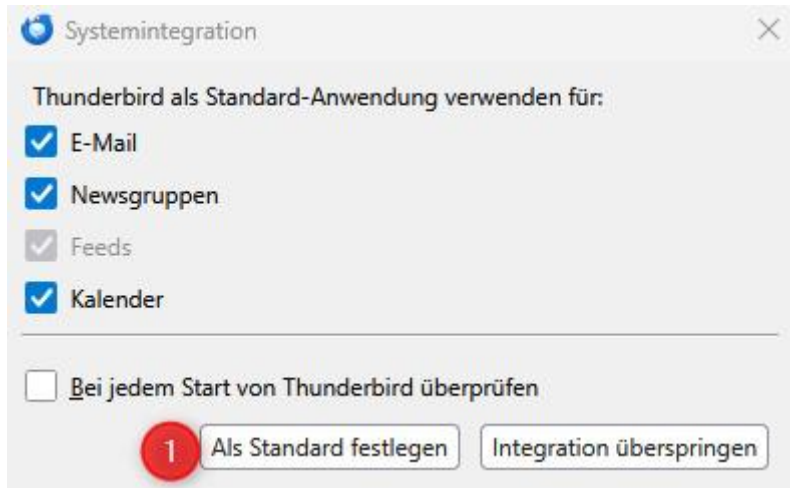 Systemintegration
Thunderbird als Standard-Anwendung verwenden für:
E-Mail
Newsgruppen
Feeds
Kalender
Bei jedem Start von Thunderbird überprüfen
1 Als Standard festlegen Integration überspringen